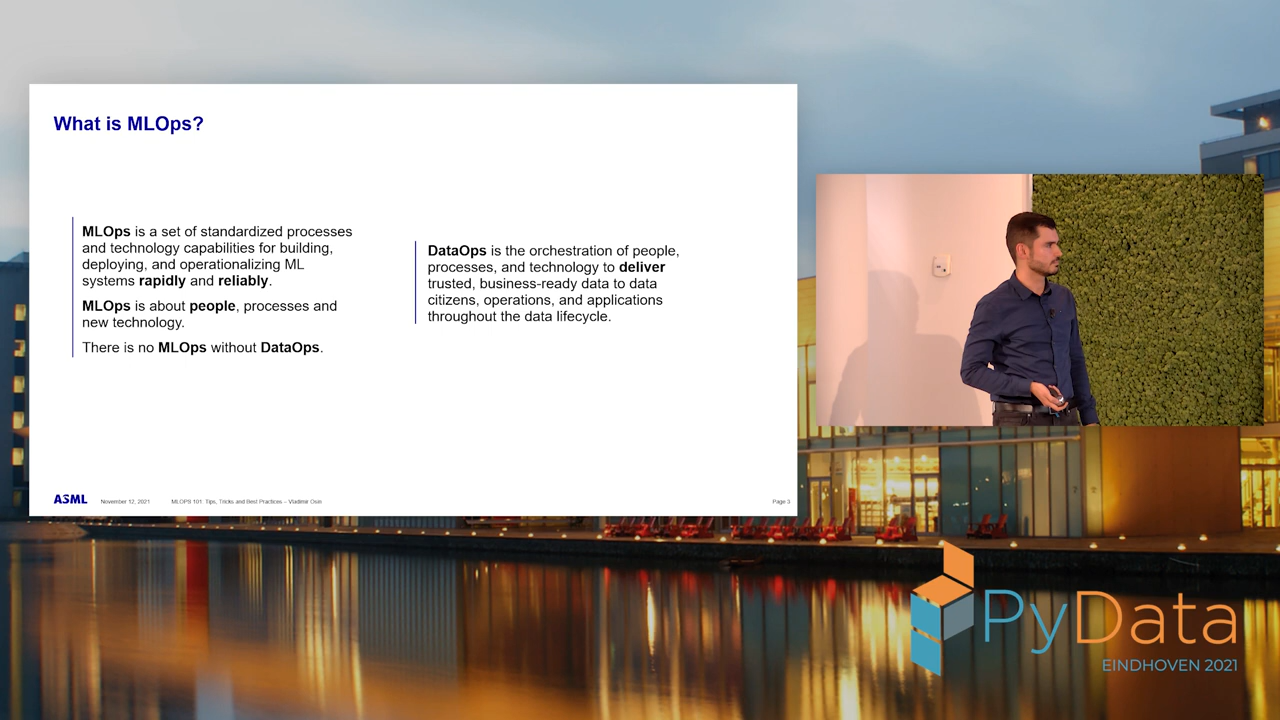 What is MLOps?
MLOps is a set of standardized processes
and technology capabilities for building,
deploying, and operationalizing ML
systems rapidly and reliably.
MLOps is about people, processes and
new technology.
There is no MLOps without DataOps.
DataOps is the orchestration of people,
processes, and technology to deliver
trusted, business-ready data to data
citizens, operations, and applications
throughout the data lifecycle.
ASML
November 12, 2021
MLOPS 101 Tips, Tricks and Best Practices – Vladimir Osin
Page 3
PyData
EINDHOVEN 2021